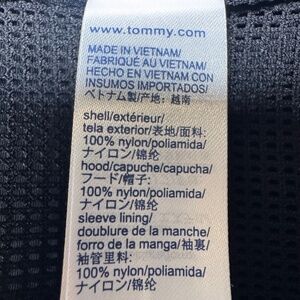 www.tommy.com
MADE IN VIETNAM/
FABRIQUÉ AU VIETNAM/
HECHO EN VIETNAM CON
INSUMOS IMPORTADOS/
ベトナム製/产地: 越南
shell/extérieur/
tela exterior/表地/面料:
100% nylon/poliamida/
ナイロン/锦纶
hood/capuche/capucha/
フード/帽子:
100% nylon/poliamida/
ナイロン/锦纶
sleeve lining/
doublure de la manche/
forro de la manga/袖裏/
袖管里料:
100% nylon/poliamida/
ナイロン/锦纶